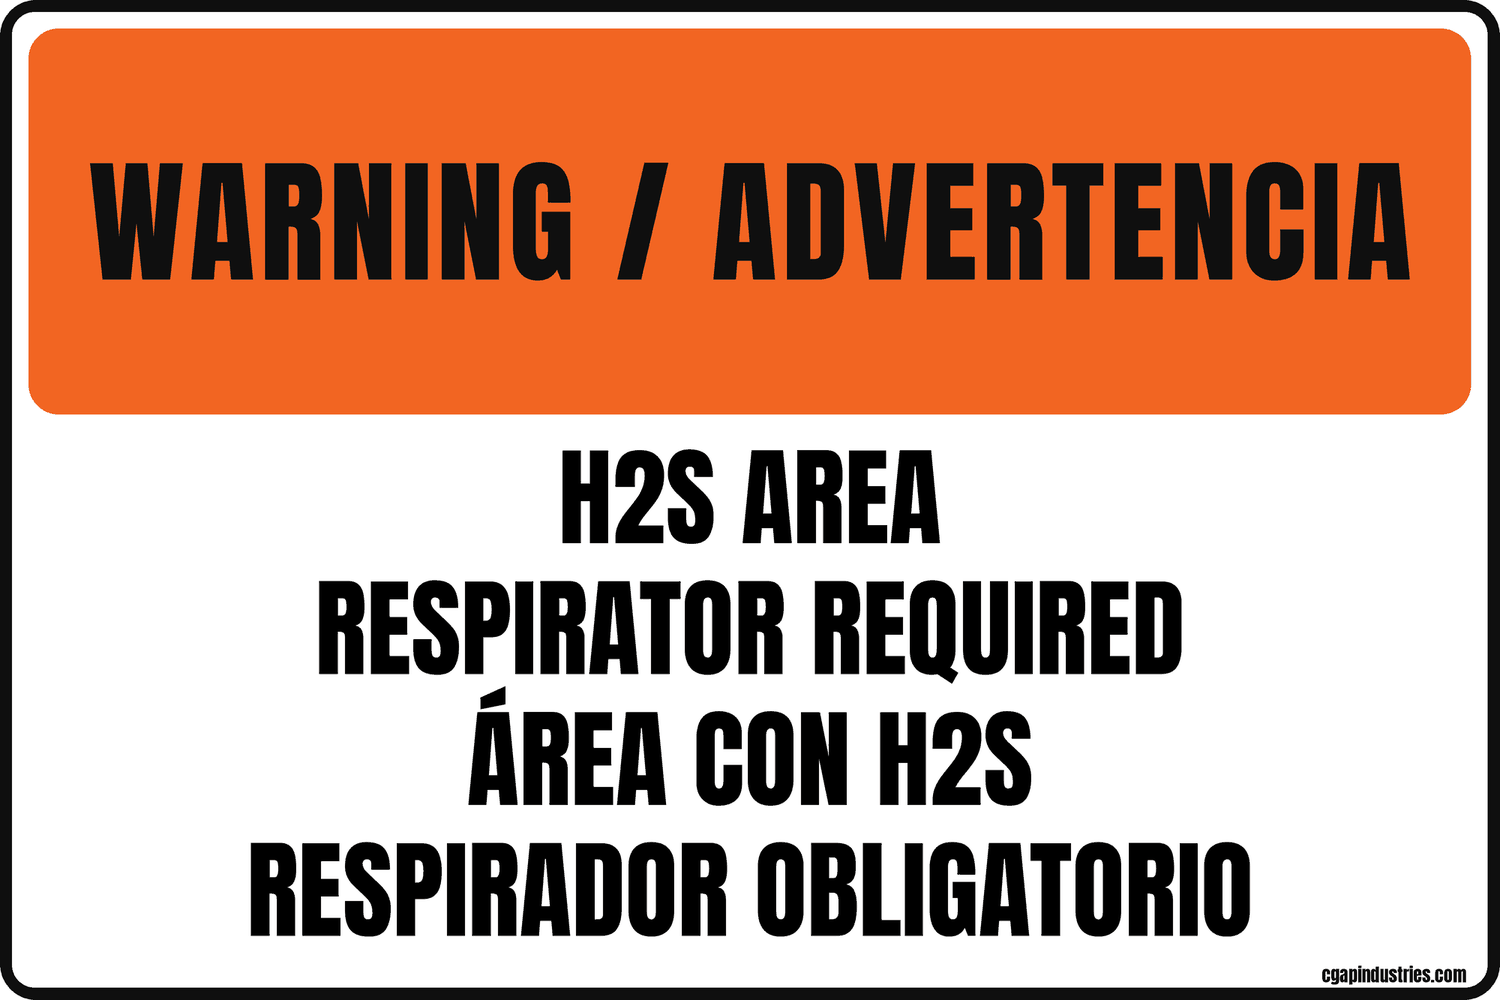 WARNING / ADVERTENCIA
H2S AREA
RESPIRATOR REQUIRED
ÁREA CON H2S
RESPIRADOR OBLIGATORIO
cgapindustries.com